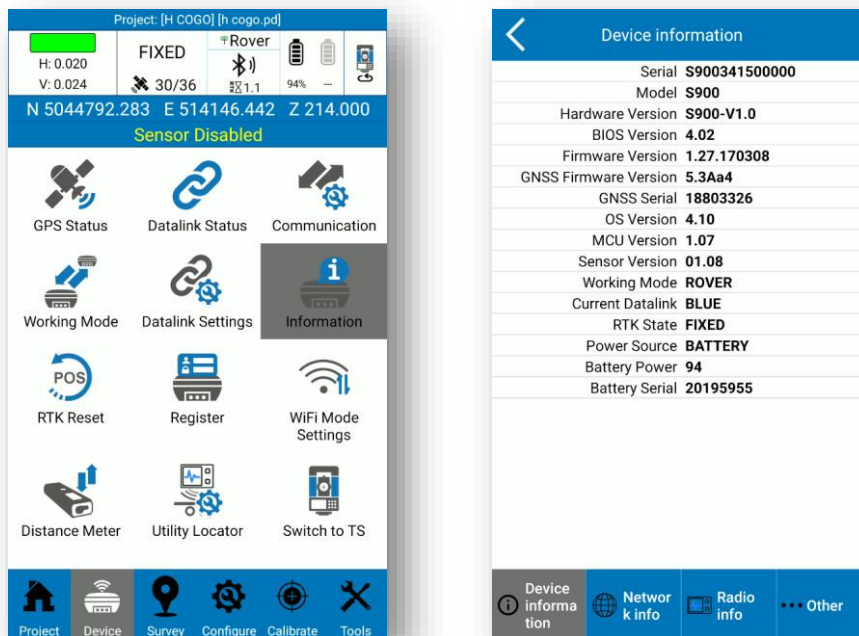 Project: [H COGO] [h cogo.pd]
H: 0.020
V: 0.024
FIXED
30/36
Rover
1.1
94%
–
N 5044792.283 E 514146.442 Z 214.000
Sensor Disabled
GPS Status
Datalink Status
Communication
Working Mode
Datalink Settings
Information
POS
RTK Reset
Register
WiFi Mode
Settings
Distance Meter
Utility Locator
Switch to TS
Project
Device
Survey
Configure
Calibrate
Tools
Device information
Serial S900341500000
Model S900
Hardware Version S900-V1.0
BIOS Version 4.02
Firmware Version 1.27.170308
GNSS Firmware Version 5.3Aa4
GNSS Serial 18803326
OS Version 4.10
MCU Version 1.07
Sensor Version 01.08
Working Mode ROVER
Current Datalink BLUE
RTK State FIXED
Power Source BATTERY
Battery Power 94
Battery Serial 20195955
Device
informa
tion
Networ
k info
Radio
info
Other